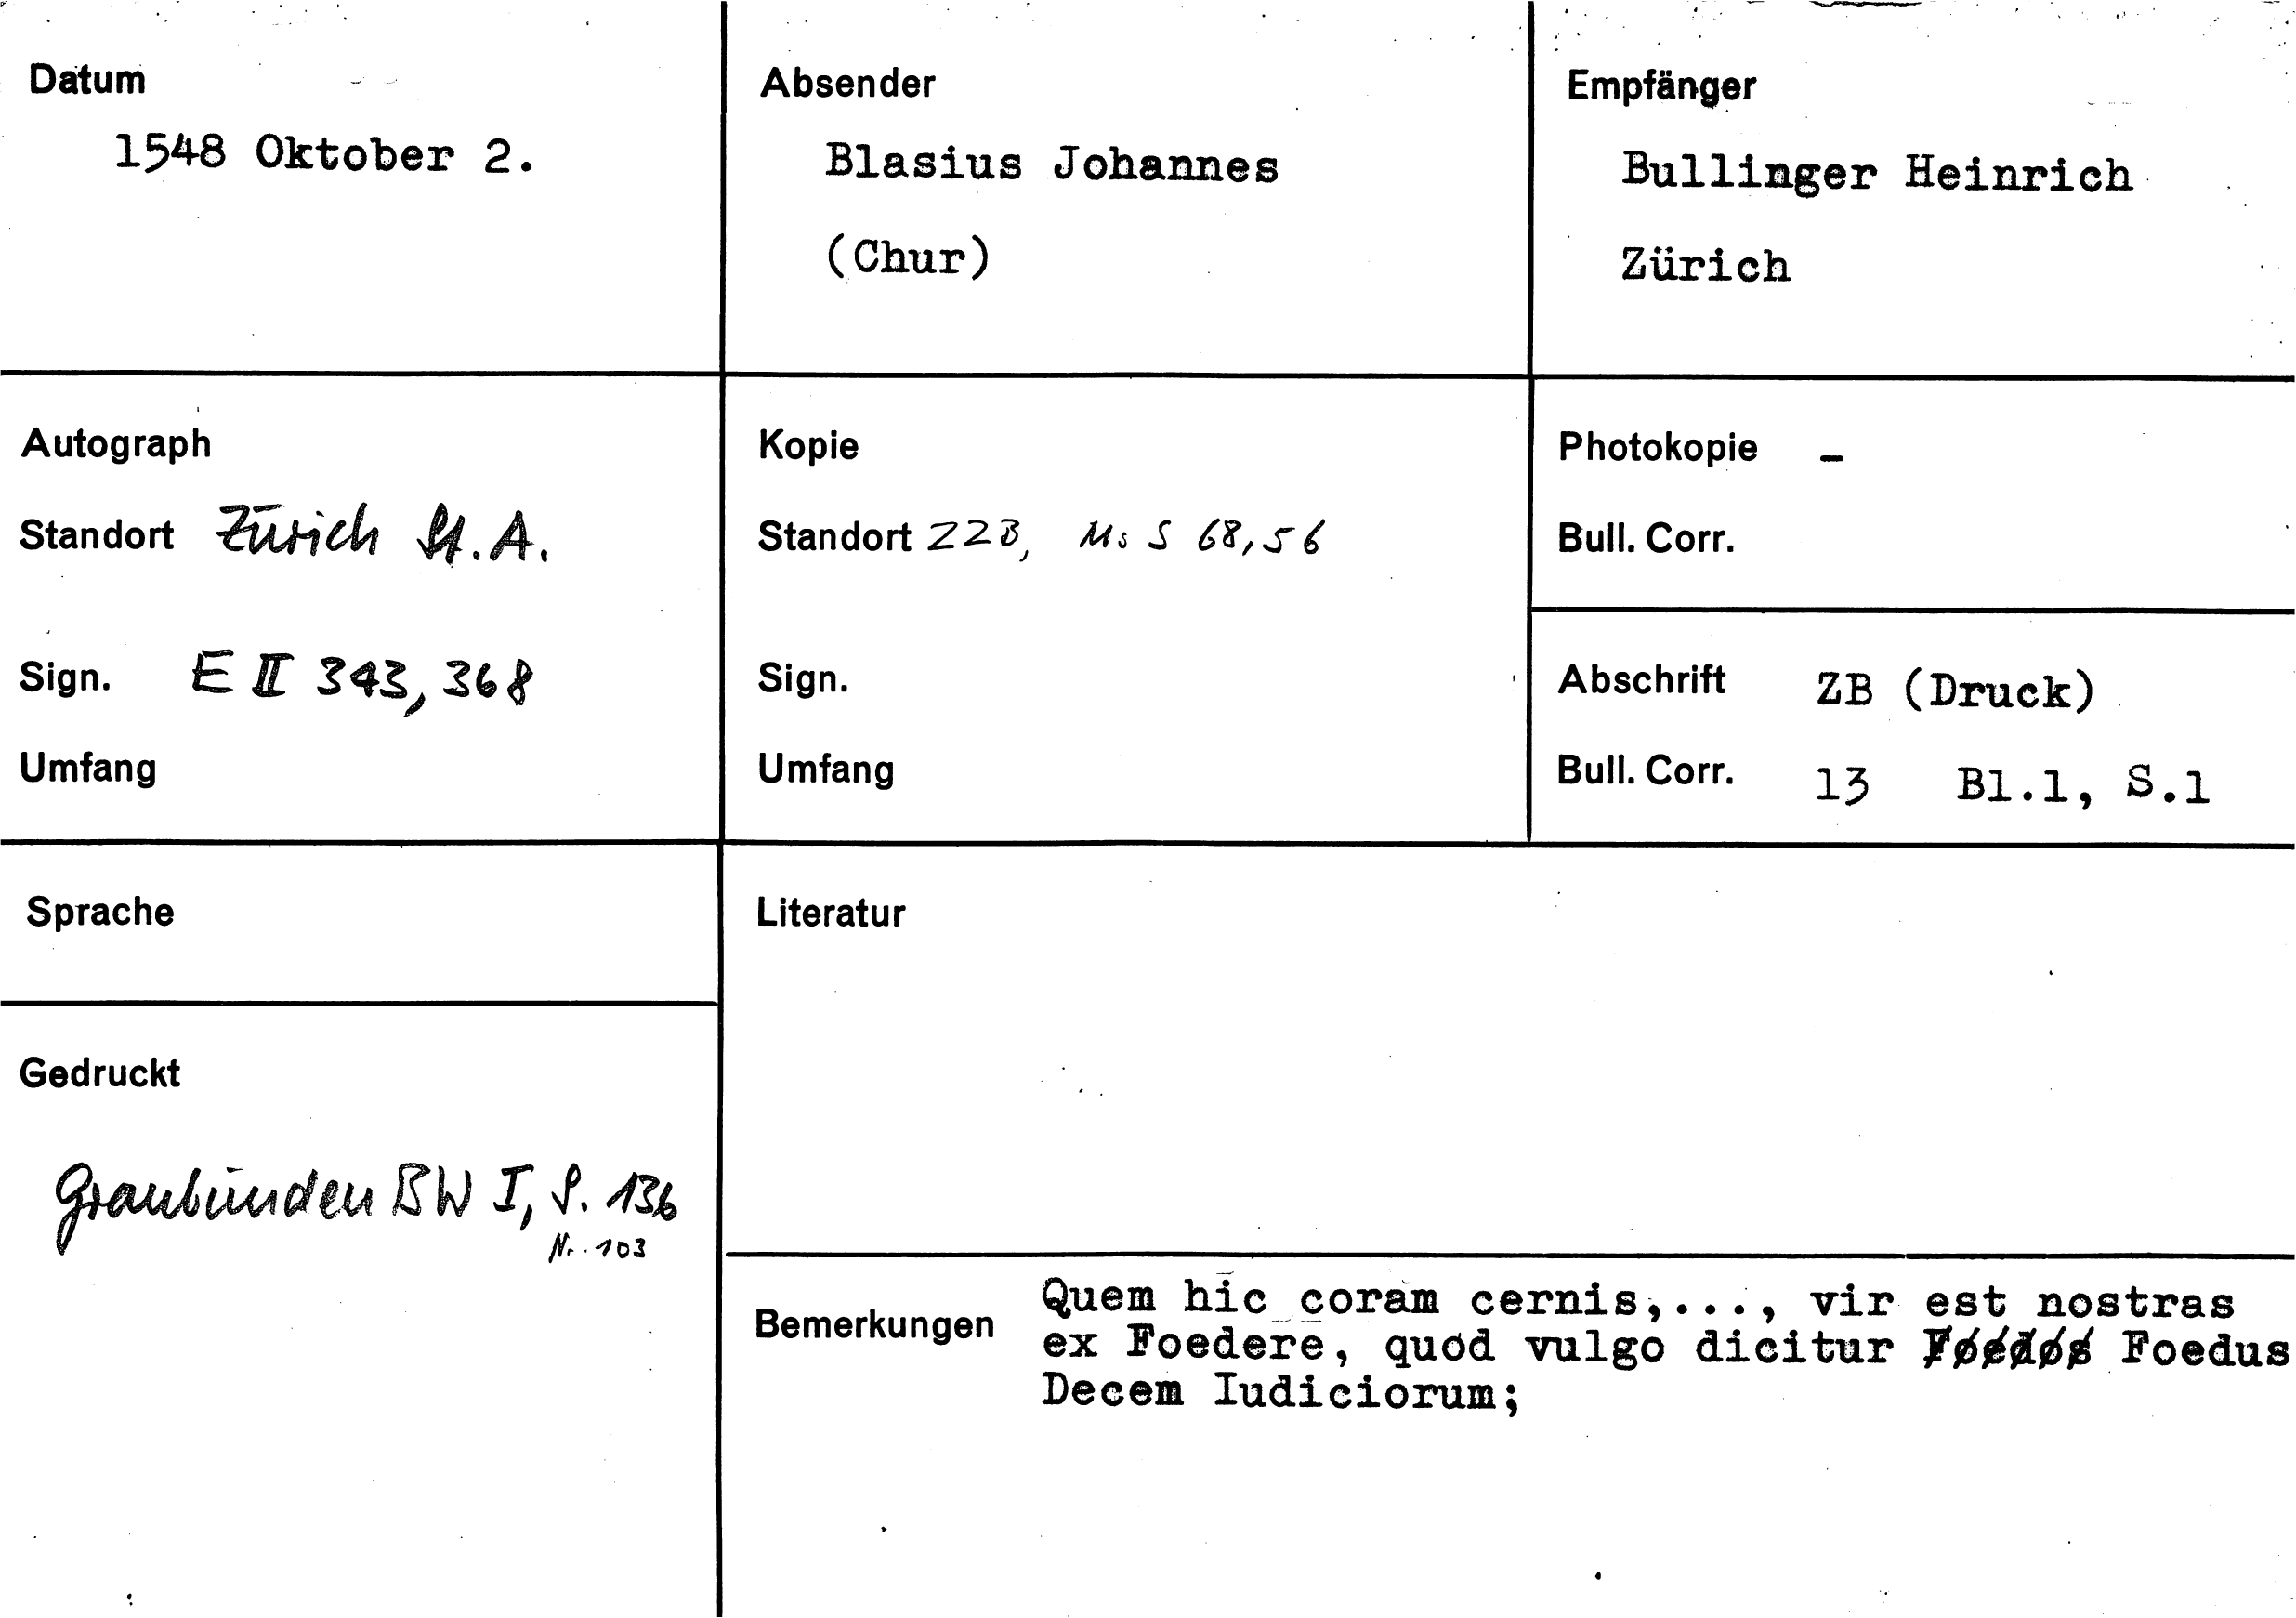 Datum
1548 Oktober 2.
Absender
Blasius Johannes
(Chur)
Empfänger
Bullinger Heinrich
Zürich
Autograph
Standort Zürich St. A.
Sign. E II 343, 368
Umfang
Kopie
Standort ZZB, Ms S 68, 56
Sign.
Umfang
Photokopie –
Bull. Corr.
Abschrift ZB (Druck)
Bull. Corr. 13 Bl.1, S.1
Sprache
Gedruckt
Graubünden BW I, S. 136
Nr. 103
Literatur
Bemerkungen
Quem hic coram cernis,..., vir est nostras
ex Foedere, quod vulgo dicitur Foedos Foedus
Decem Iudiciorum;